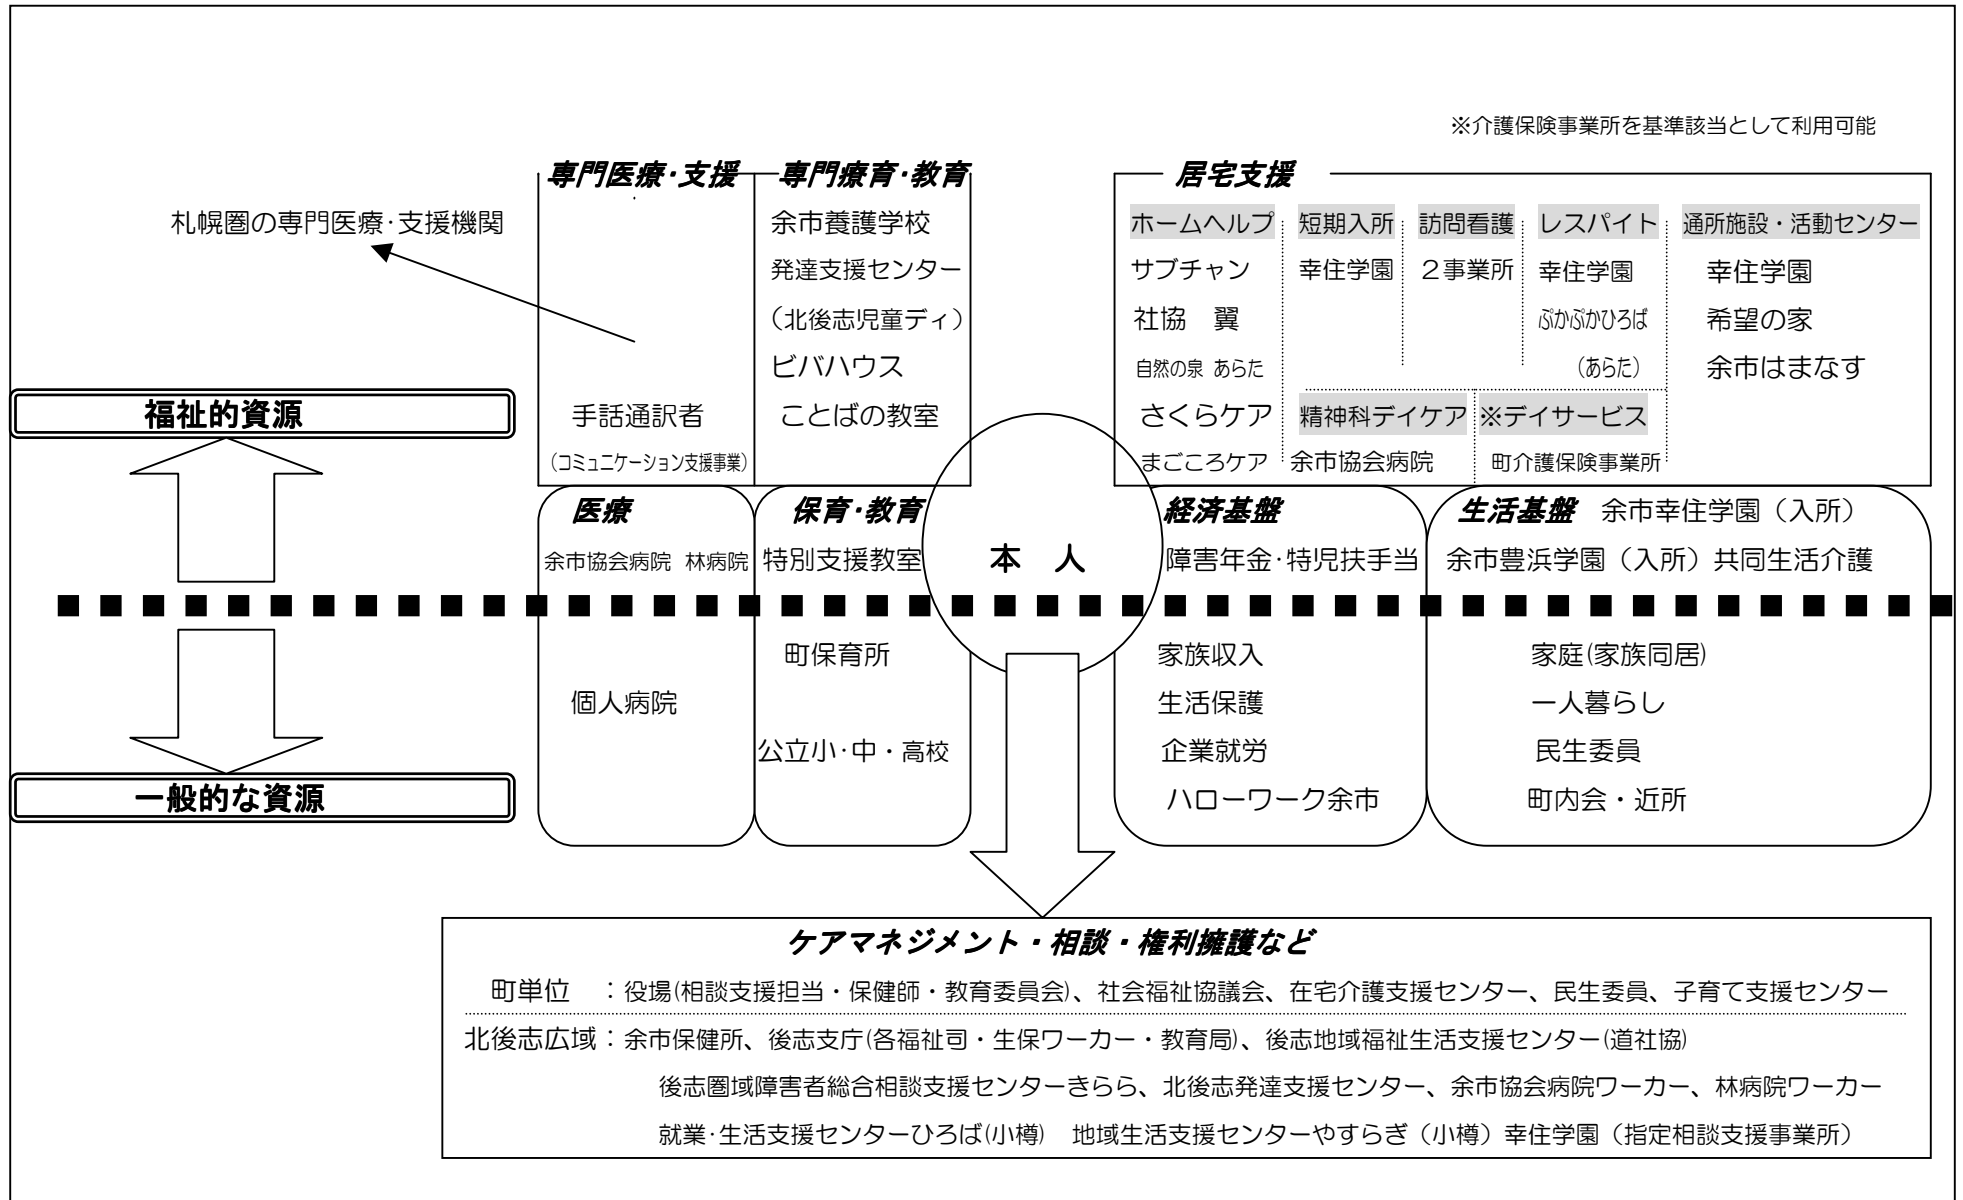 ※介護保険事業所を基準該当として利用可能
専門医療･支援
専門療育･教育
居宅支援
札幌圏の専門医療･支援機関
余市養護学校
発達支援センター
（北後志児童ディ）
ビバハウス
ことばの教室
手話通訳者
（コミュニケーション支援事業）
ホームヘルプ
サブチャン
社協　翼
自然の泉 あらた
さくらケア
まごころケア
短期入所
幸住学園
訪問看護
２事業所
レスパイト
幸住学園
ぷかぷかひろば
（あらた）
通所施設・活動センター
幸住学園
希望の家
余市はまなす
精神科デイケア
余市協会病院
※デイサービス
町介護保険事業所
福祉的資源
医療
余市協会病院 林病院
保育･教育
特別支援教室
本　人
経済基盤
障害年金･特児扶手当
生活基盤　余市幸住学園（入所）
余市豊浜学園（入所）共同生活介護
個人病院
町保育所
公立小･中・高校
家族収入
生活保護
企業就労
ハローワーク余市
家庭(家族同居)
一人暮らし
民生委員
町内会・近所
一般的な資源
ケアマネジメント・相談・権利擁護など
町単位　：役場(相談支援担当・保健師・教育委員会)、社会福祉協議会、在宅介護支援センター、民生委員、子育て支援センター
北後志広域：余市保健所、後志支庁(各福祉司・生保ワーカー・教育局)、後志地域福祉生活支援センター(道社協)
後志圏域障害者総合相談支援センターきらら、北後志発達支援センター、余市協会病院ワーカー、林病院ワーカー
就業･生活支援センターひろば(小樽)　地域生活支援センターやすらぎ（小樽）幸住学園（指定相談支援事業所）